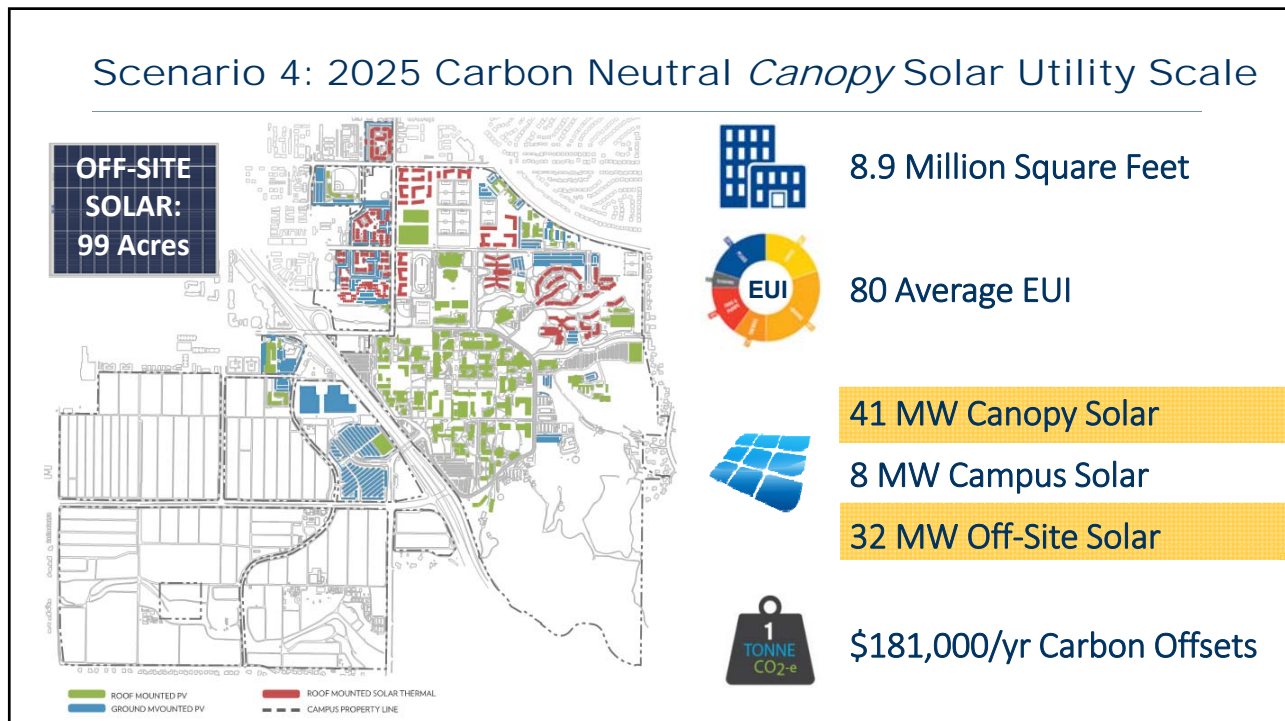 Scenario 4: 2025 Carbon Neutral Canopy Solar Utility Scale
OFF-SITE
SOLAR:
99 Acres
8.9 Million Square Feet
EUI
80 Average EUI
41 MW Canopy Solar
8 MW Campus Solar
32 MW Off-Site Solar
1
TONNE
CO2-e
$181,000/yr Carbon Offsets
ROOF MOUNTED PV
ROOF MOUNTED SOLAR THERMAL
GROUND MVOUNTED PV
CAMPUS PROPERTY LINE